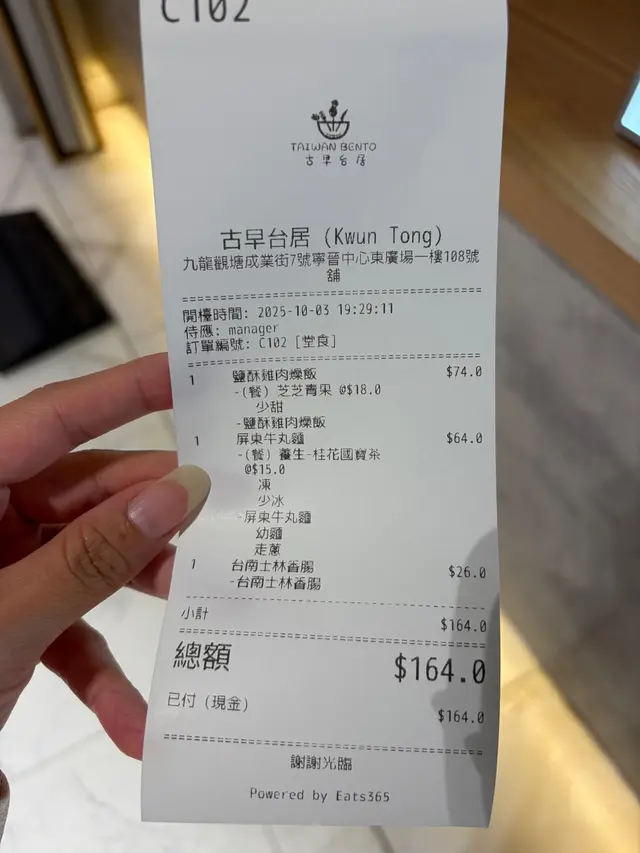 C102
TAIWAN BENTO
古早台居
古早台居 (Kwun Tong)
九龍觀塘成業街7號寧晉中心東廣場一樓108號
舖
開檯時間: 2025-10-03 19:29:11
侍應: manager
訂單編號: C102 [堂食]
1 鹽酥雞肉燥飯 $74.0
-(餐) 芝芝青果 @$18.0
少甜
-鹽酥雞肉燥飯
1 屏東牛丸麵 $64.0
-(餐) 養生-桂花國寶茶
@$15.0
凍
少冰
-屏東牛丸麵
幼麵
走蔥
1 台南士林香腸 $26.0
-台南士林香腸
小計 $164.0
總額 $164.0
已付 (現金) $164.0
謝謝光臨
Powered by Eats365